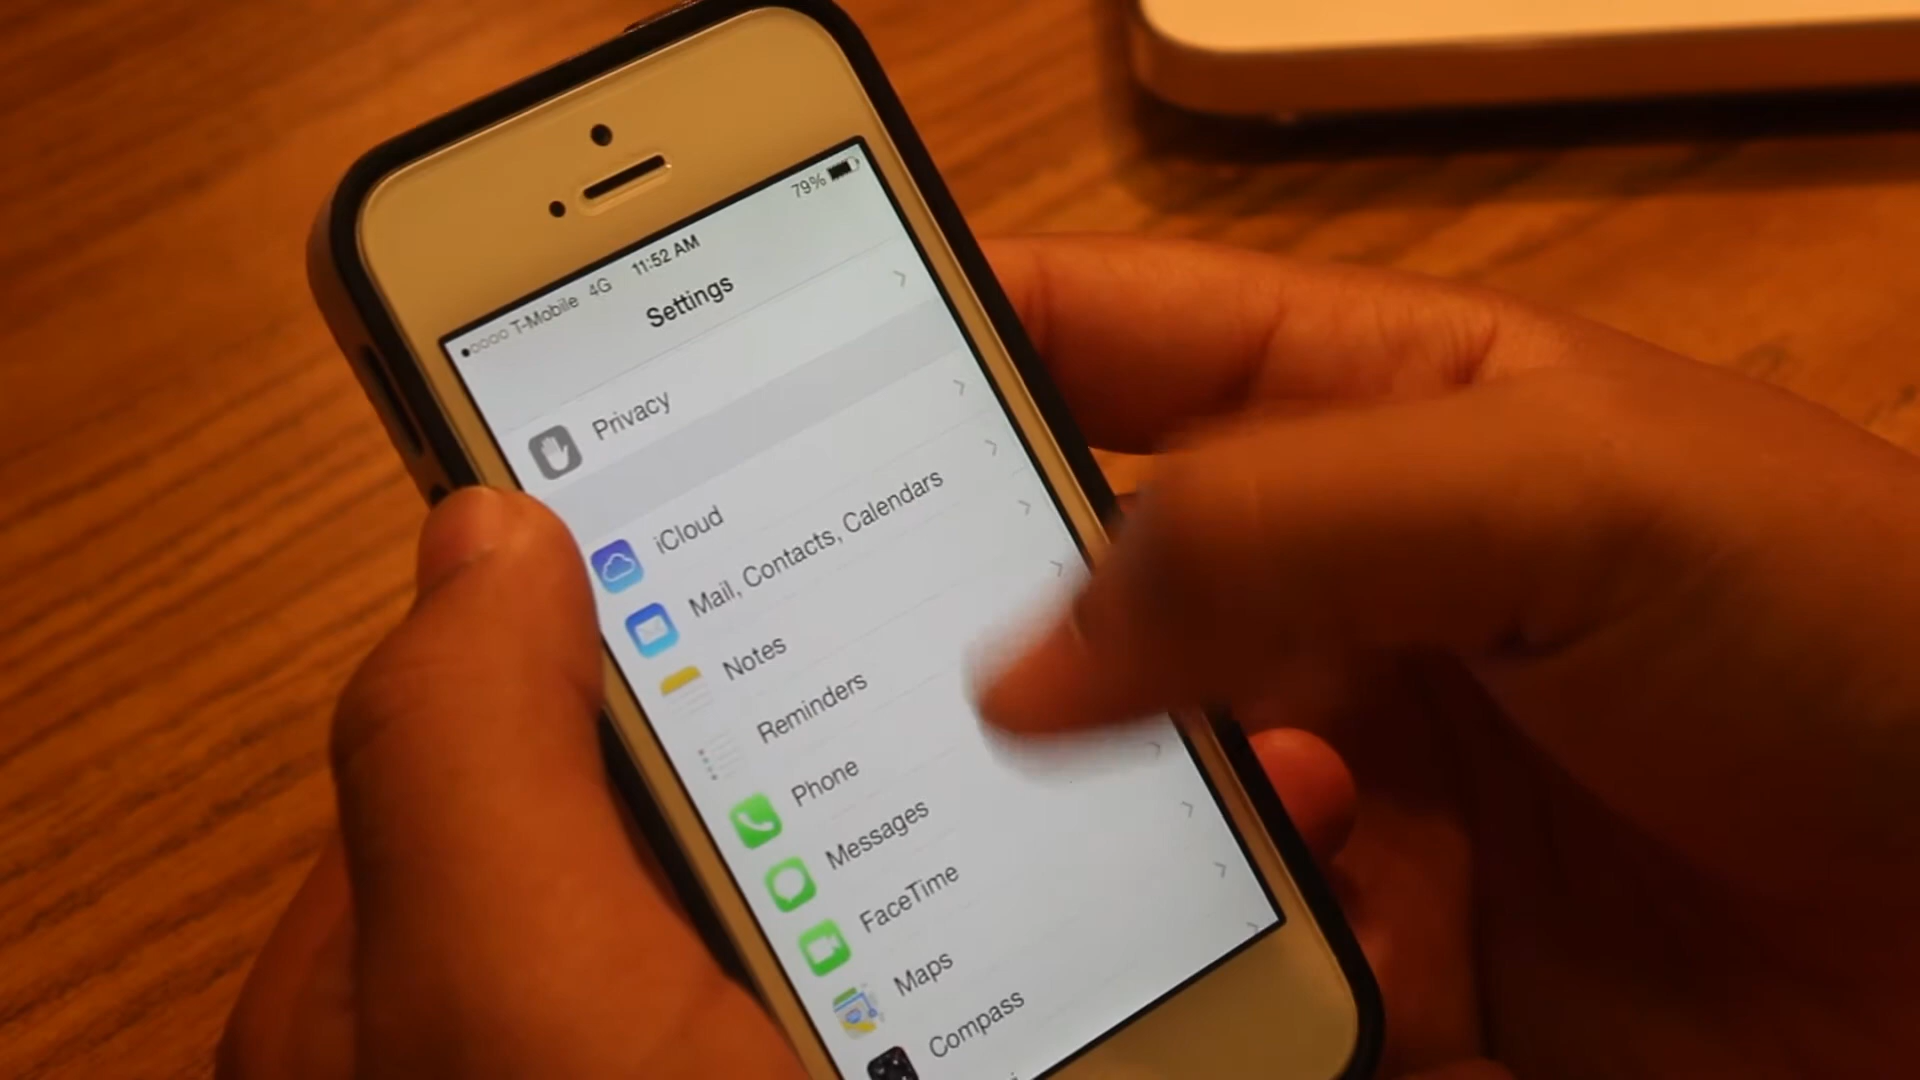 T-Mobile 4G 11:52 AM 79%
Settings
Privacy
iCloud
Mail, Contacts, Calendars
Notes
Reminders
Phone
Messages
FaceTime
Maps
Compass